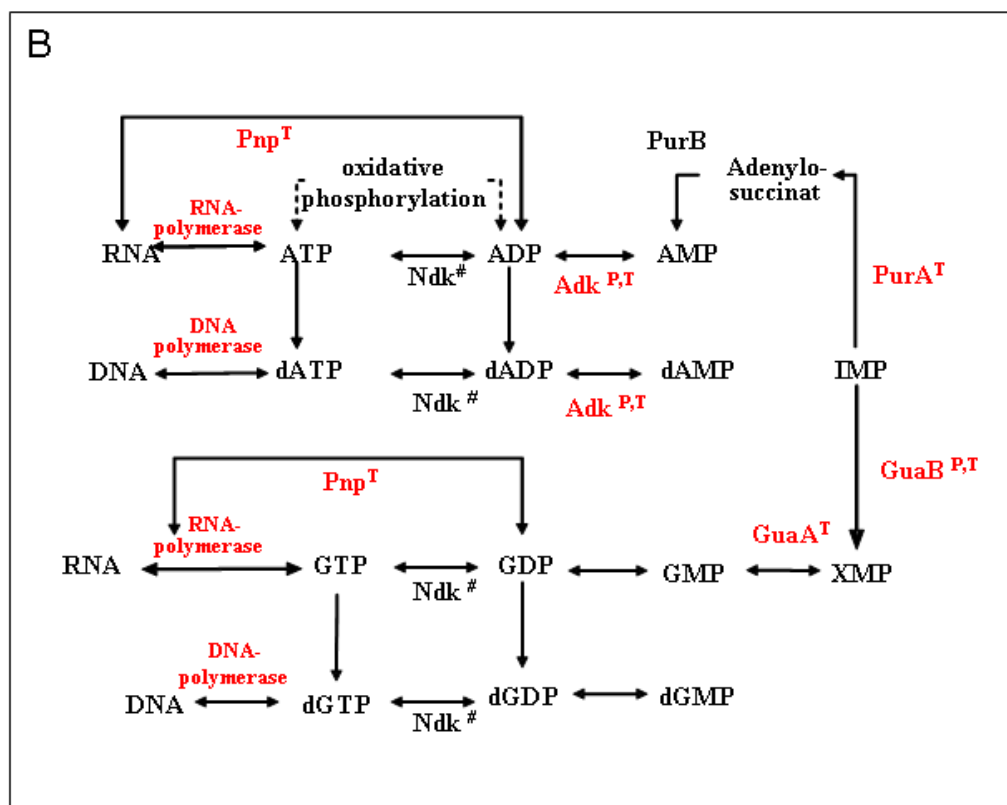 B
Pnp^T
oxidative
phosphorylation
PurB
Adenylo-
succinat
RNA-
polymerase
RNA
ATP
Ndk^#
ADP
Adk ^P,T
AMP
PurA^T
DNA
polymerase
DNA
dATP
Ndk ^#
dADP
Adk ^P,T
dAMP
IMP
Pnp^T
GuaB ^P,T
RNA-
polymerase
GuaA^T
RNA
GTP
Ndk ^#
GDP
GMP
XMP
DNA-
polymerase
DNA
dGTP
Ndk ^#
dGDP
dGMP